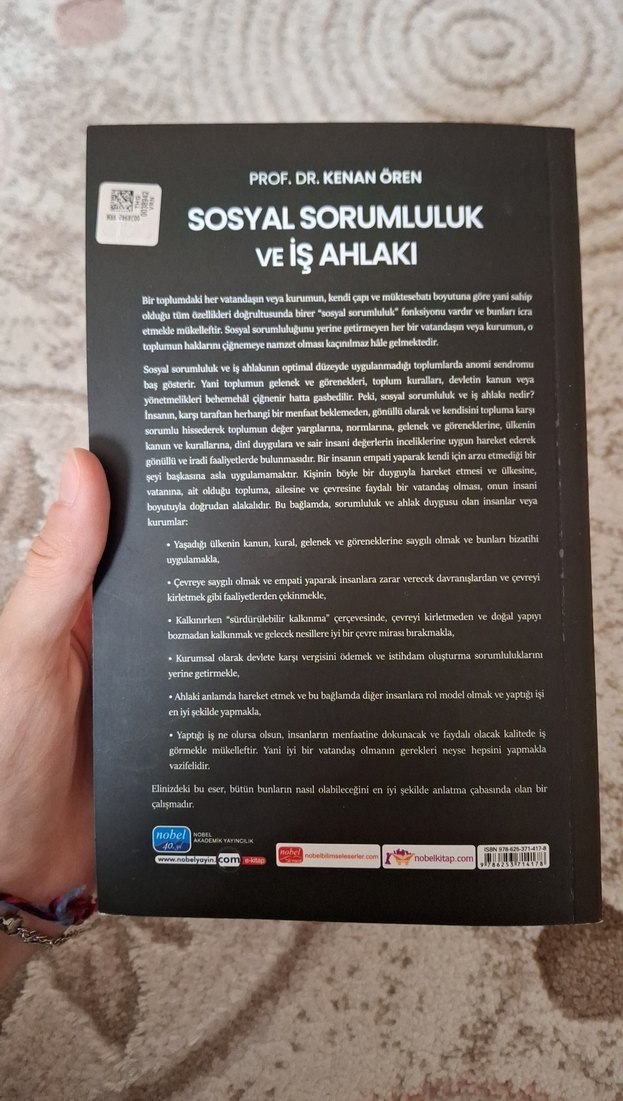 PROF. DR. KENAN ÖREN
SOSYAL SORUMLULUK
VE İŞ AHLAKI
THG
0038942
VRN
Bir toplumdaki her vatandaşın veya kurumun, kendi çapı ve müktesebatı boyutuna göre yani sahip
olduğu tüm özellikleri doğrultusunda birer “sosyal sorumluluk” fonksiyonu vardır ve bunları icra
etmekle mükelleftir. Sosyal sorumluluğunu yerine getirmeyen her bir vatandaşın veya kurumun, o
toplumun haklarını çiğnemeye namzet olması kaçınılmaz hâle gelmektedir.
Sosyal sorumluluk ve iş ahlakının optimal düzeyde uygulanmadığı toplumlarda anomi sendromu
baş gösterir. Yani toplumun gelenek ve görenekleri, toplum kuralları, devletin kanun veya
yönetmelikleri behemehâl çiğnenir hatta gasbedilir. Peki, sosyal sorumluluk ve iş ahlakı nedir?
İnsanın, karşı taraftan herhangi bir menfaat beklemeden, gönüllü olarak ve kendisini topluma karşı
sorumlu hissederek toplumun değer yargılarına, normlarına, gelenek ve göreneklerine, ülkenin
kanun ve kurallarına, dinî duygulara ve sair insani değerlerin inceliklerine uygun hareket ederek
gönüllü ve iradi faaliyetlerde bulunmasıdır. Bir insanın empati yaparak kendi için arzu etmediği bir
şeyi başkasına asla uygulamamaktır. Kişinin böyle bir duyguyla hareket etmesi ve ülkesine,
vatanına, ait olduğu topluma, ailesine ve çevresine faydalı bir vatandaş olması, onun insani
boyutuyla doğrudan alakalıdır. Bu bağlamda, sorumluluk ve ahlak duygusu olan insanlar veya
kurumlar:
• Yaşadığı ülkenin kanun, kural, gelenek ve göreneklerine saygılı olmak ve bunları bizatihi
uygulamakla,
• Çevreye saygılı olmak ve empati yaparak insanlara zarar verecek davranışlardan ve çevreyi
kirletmek gibi faaliyetlerden çekinmekle,
• Kalkınırken “sürdürülebilir kalkınma” çerçevesinde, çevreyi kirletmeden ve doğal yapıyı
bozmadan kalkınmak ve gelecek nesillere iyi bir çevre mirası bırakmakla,
• Kurumsal olarak devlete karşı vergisini ödemek ve istihdam oluşturma sorumluluklarını
yerine getirmekle,
• Ahlaki anlamda hareket etmek ve bu bağlamda diğer insanlara rol model olmak ve yaptığı işi
en iyi şekilde yapmakla,
• Yaptığı iş ne olursa olsun, insanların menfaatine dokunacak ve faydalı olacak kalitede iş
görmekle mükelleftir. Yani iyi bir vatandaş olmanın gerekleri neyse hepsini yapmakla
vazifelidir.
Elinizdeki bu eser, bütün bunların nasıl olabileceğini en iyi şekilde anlatma çabasında olan bir
çalışmadır.
nobel
40.yıl
NOBEL
AKADEMİK YAYINCILIK
www.nobelyayin.com e-kitap
nobel
nobelbilimseleserler.com
nobelkitap.com
ISBN 978-625-371-417-8
9 786253 714178